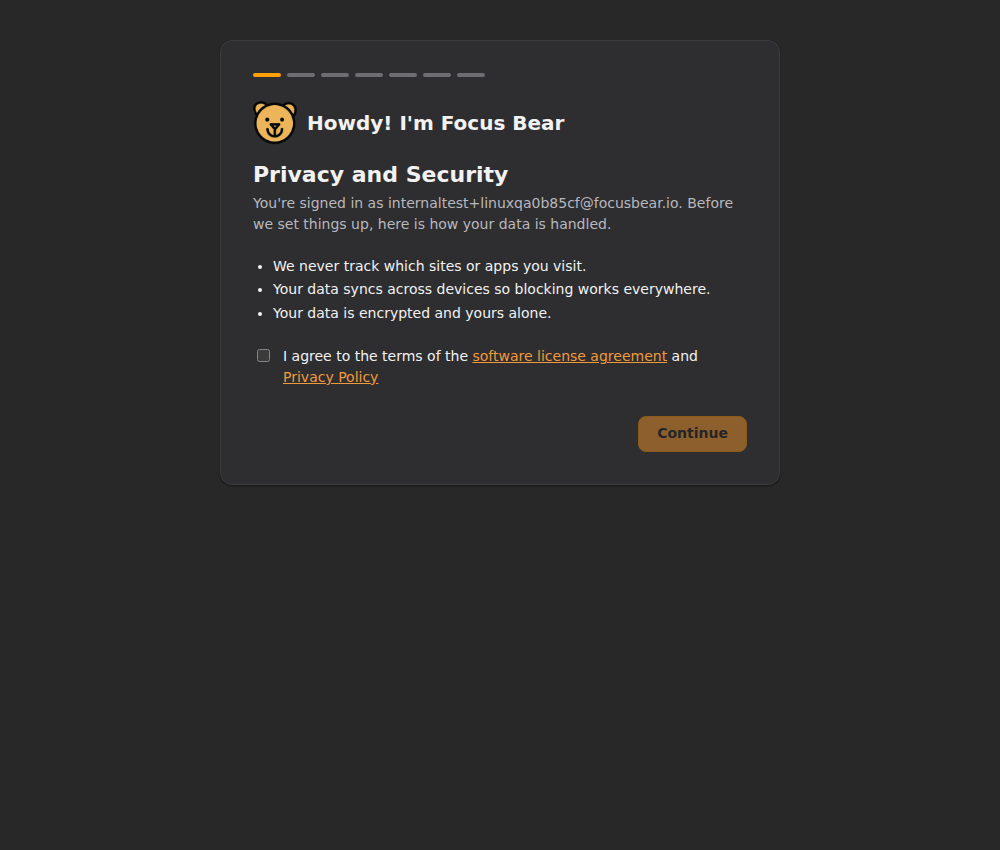 Howdy! I'm Focus Bear
Privacy and Security
You're signed in as internaltest+linuxqa0b85cf@focusbear.io. Before
we set things up, here is how your data is handled.
• We never track which sites or apps you visit.
• Your data syncs across devices so blocking works everywhere.
• Your data is encrypted and yours alone.
I agree to the terms of the software license agreement and
Privacy Policy
Continue